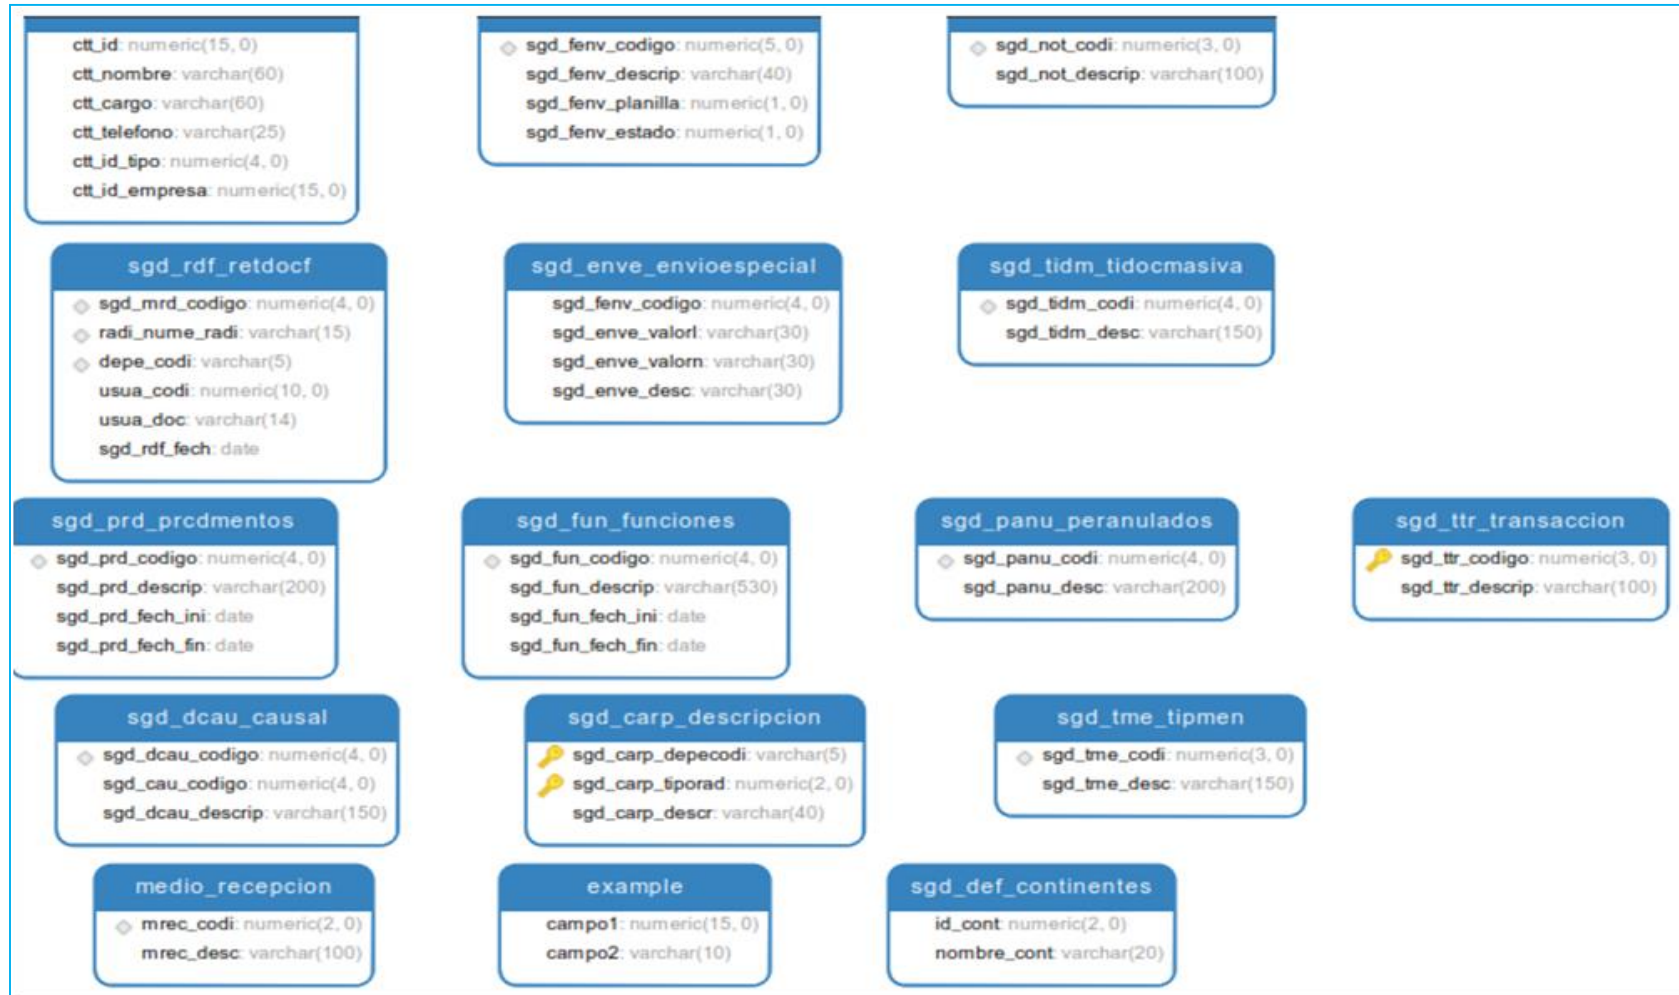 ctt_id: numeric(15, 0)
ctt_nombre: varchar(60)
ctt_cargo: varchar(60)
ctt_telefono: varchar(25)
ctt_id_tipo: numeric(4, 0)
ctt_id_empresa: numeric(15, 0)
sgd_fenv_codigo: numeric(5, 0)
sgd_fenv_descrip: varchar(40)
sgd_fenv_planilla: numeric(1, 0)
sgd_fenv_estado: numeric(1, 0)
sgd_not_codi: numeric(3, 0)
sgd_not_descrip: varchar(100)
sgd_rdf_retdocf
sgd_mrd_codigo: numeric(4, 0)
radi_nume_radi: varchar(15)
depe_codi: varchar(5)
usua_codi: numeric(10, 0)
usua_doc: varchar(14)
sgd_rdf_fech: date
sgd_enve_envioespecial
sgd_fenv_codigo: numeric(4, 0)
sgd_enve_valorl: varchar(30)
sgd_enve_valorn: varchar(30)
sgd_enve_desc: varchar(30)
sgd_tidm_tidocmasiva
sgd_tidm_codi: numeric(4, 0)
sgd_tidm_desc: varchar(150)
sgd_prd_prcdmentos
sgd_prd_codigo: numeric(4, 0)
sgd_prd_descrip: varchar(200)
sgd_prd_fech_ini: date
sgd_prd_fech_fin: date
sgd_fun_funciones
sgd_fun_codigo: numeric(4, 0)
sgd_fun_descrip: varchar(530)
sgd_fun_fech_ini: date
sgd_fun_fech_fin: date
sgd_panu_peranulados
sgd_panu_codi: numeric(4, 0)
sgd_panu_desc: varchar(200)
sgd_ttr_transaccion
sgd_ttr_codigo: numeric(3, 0)
sgd_ttr_descrip: varchar(100)
sgd_dcau_causal
sgd_dcau_codigo: numeric(4, 0)
sgd_cau_codigo: numeric(4, 0)
sgd_dcau_descrip: varchar(150)
sgd_carp_descripcion
sgd_carp_depecodi: varchar(5)
sgd_carp_tiporad: numeric(2, 0)
sgd_carp_descr: varchar(40)
sgd_tme_tipmen
sgd_tme_codi: numeric(3, 0)
sgd_tme_desc: varchar(150)
medio_recepcion
mrec_codi: numeric(2, 0)
mrec_desc: varchar(100)
example
campo1: numeric(15, 0)
campo2: varchar(10)
sgd_def_continentes
id_cont: numeric(2, 0)
nombre_cont: varchar(20)